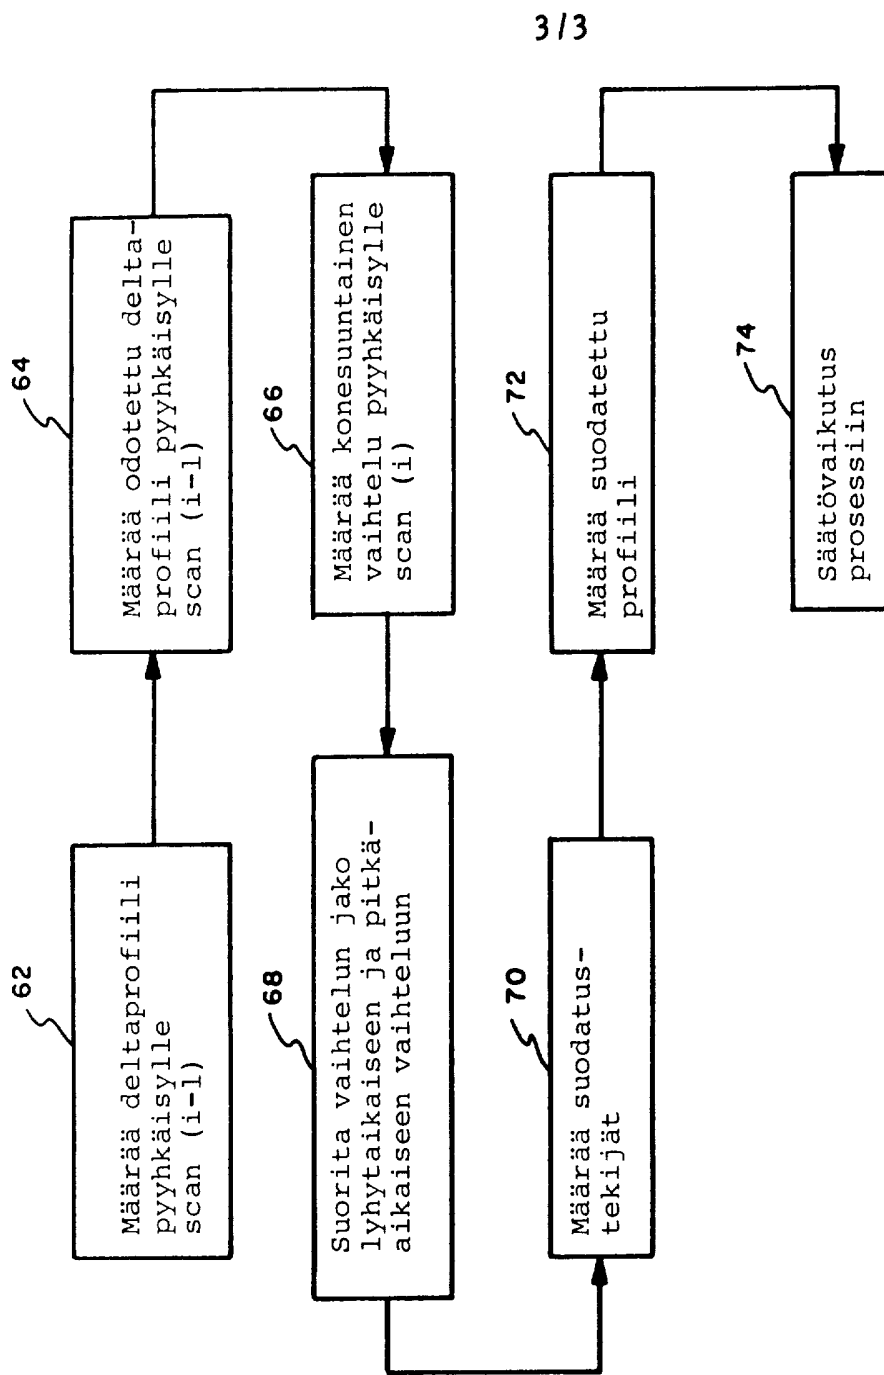 3/3
62
Määrää deltaprofiili
pyyhkäisylle
scan (i-1)
64
Määrää odotettu delta-
profiili pyyhkäisylle
scan (i-1)
66
Määrää konesuuntainen
vaihtelu pyyhkäisylle
scan (i)
68
Suorita vaihtelun jako
lyhytaikaiseen ja pitkä-
aikaiseen vaihteluun
70
Määrää suodatus-
tekijät
72
Määrää suodatettu
profiili
74
Säätövaikutus
prosessiin